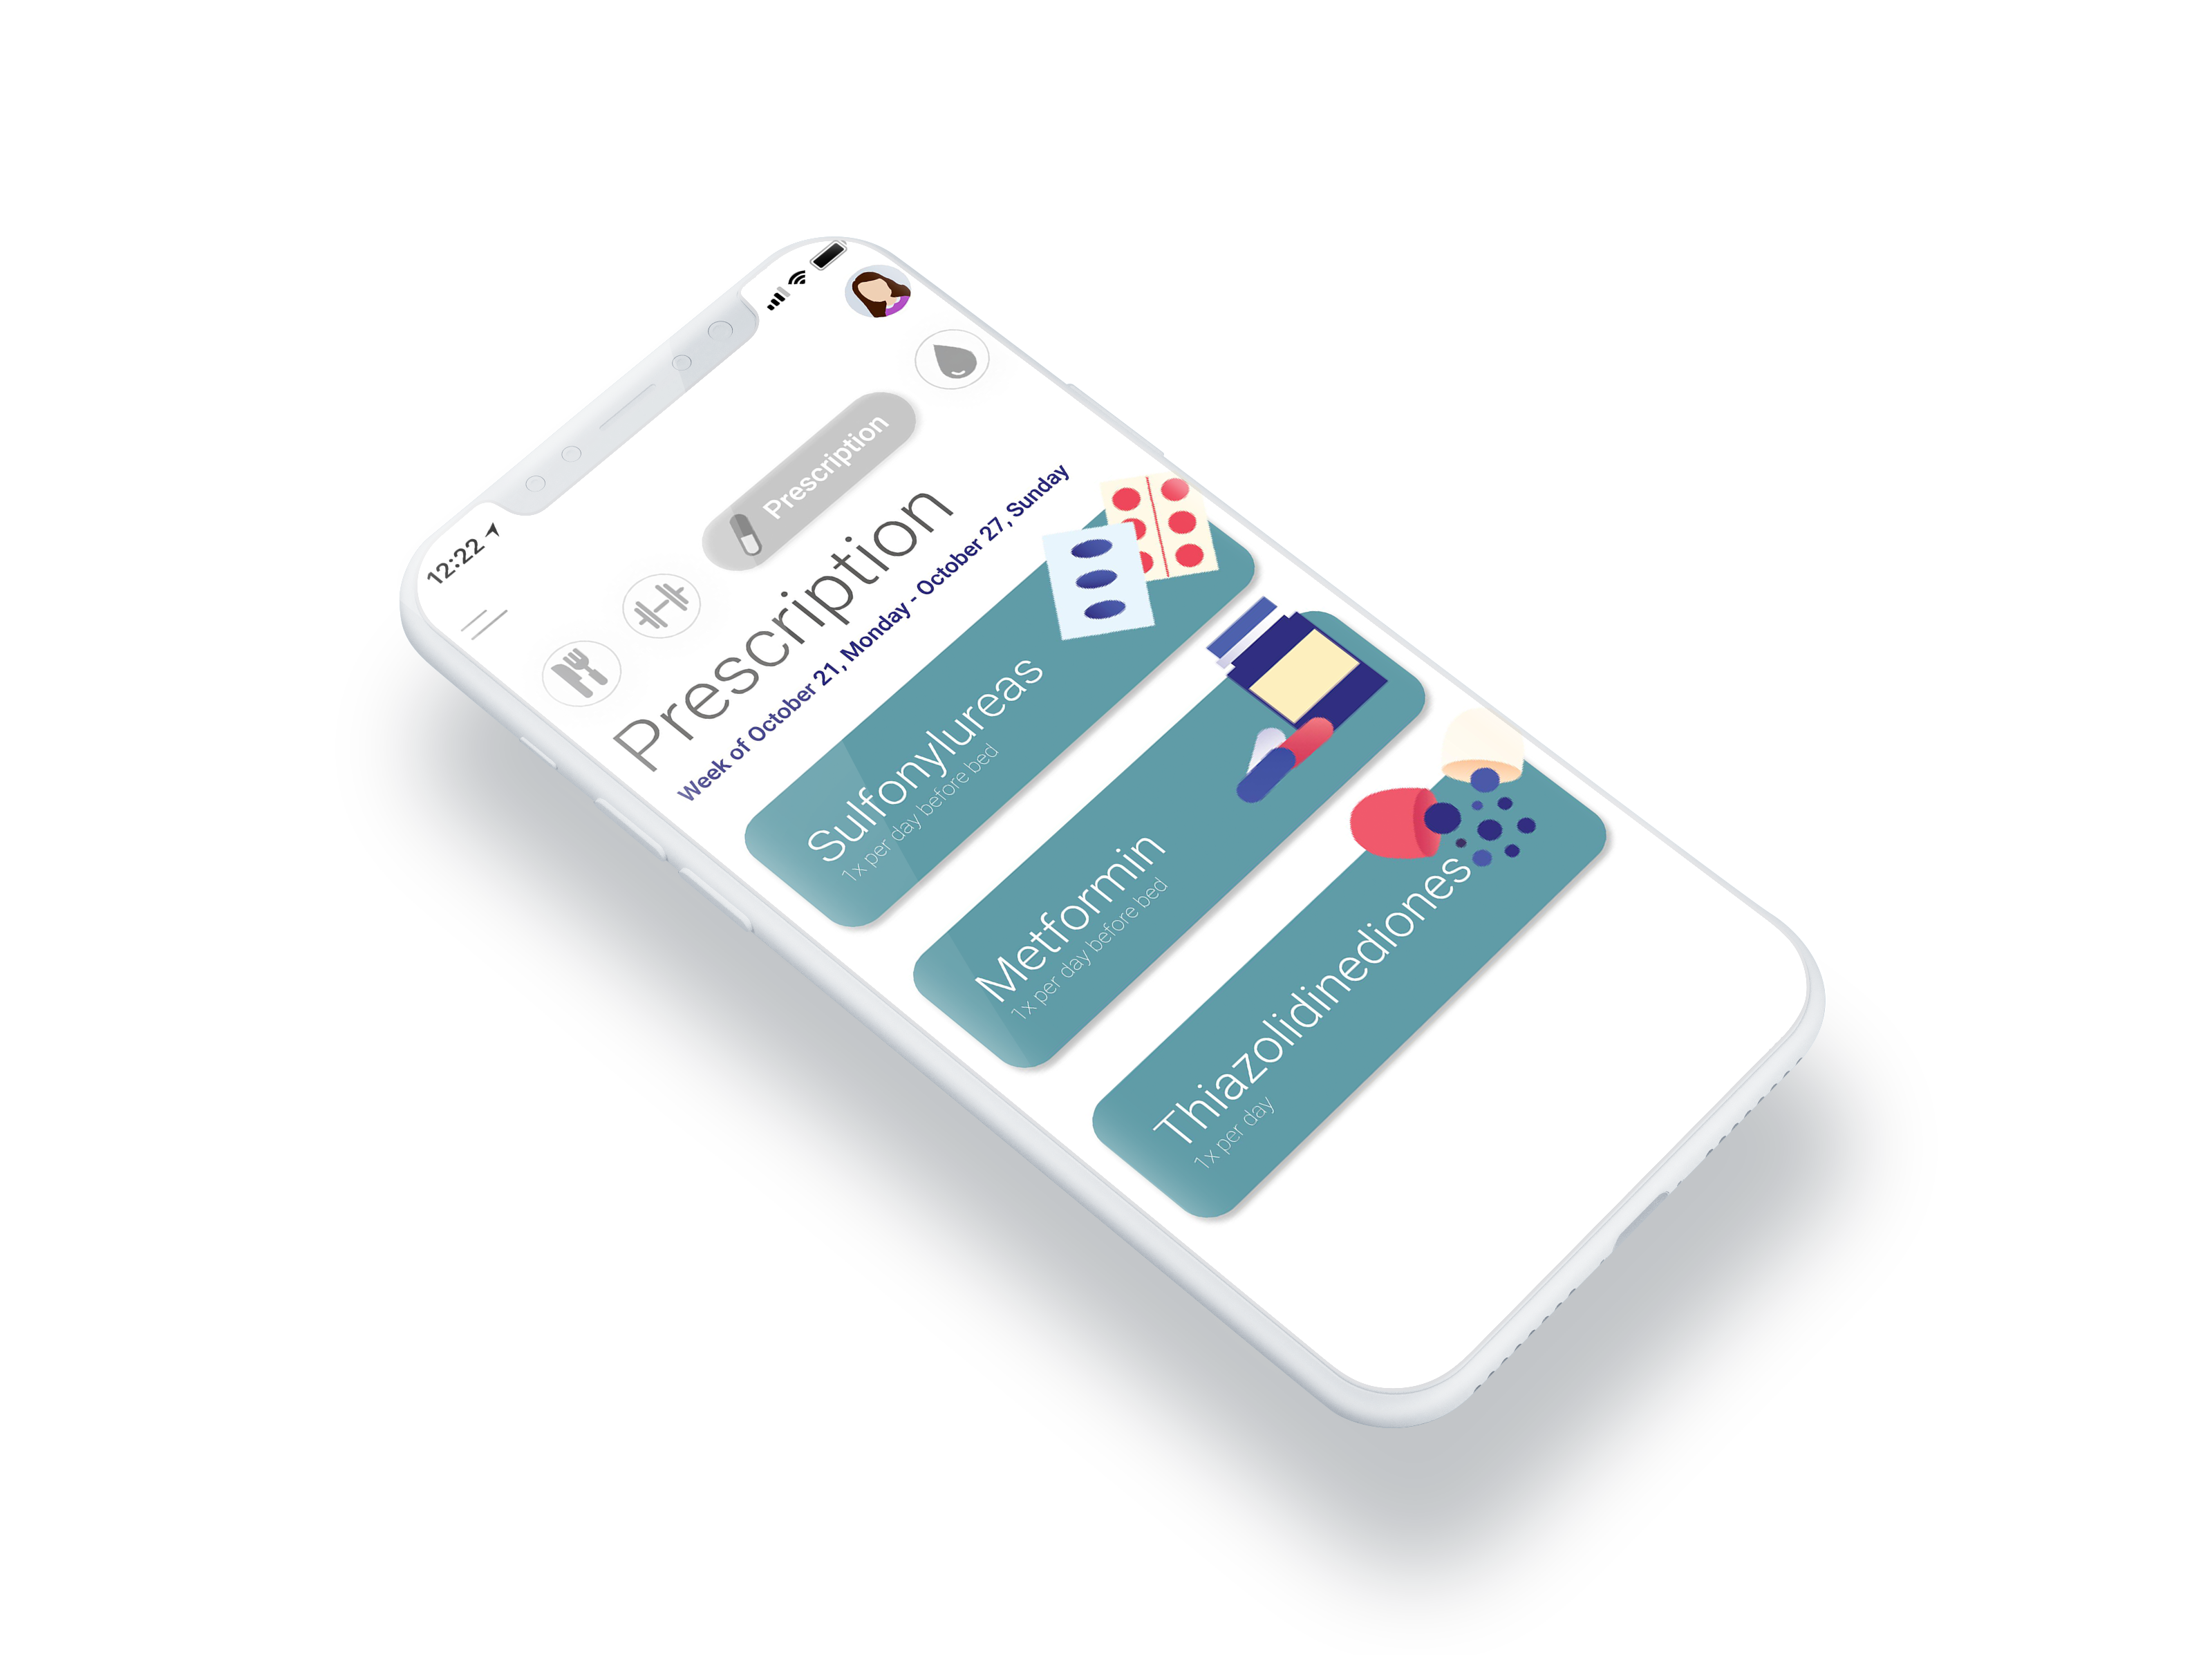 12:22
Prescription
Prescription
Week of October 21, Monday - October 27, Sunday
Sulfonylureas
1x per day before bed
Metformin
1x per day before bed
Thiazolidinediones
1x per day